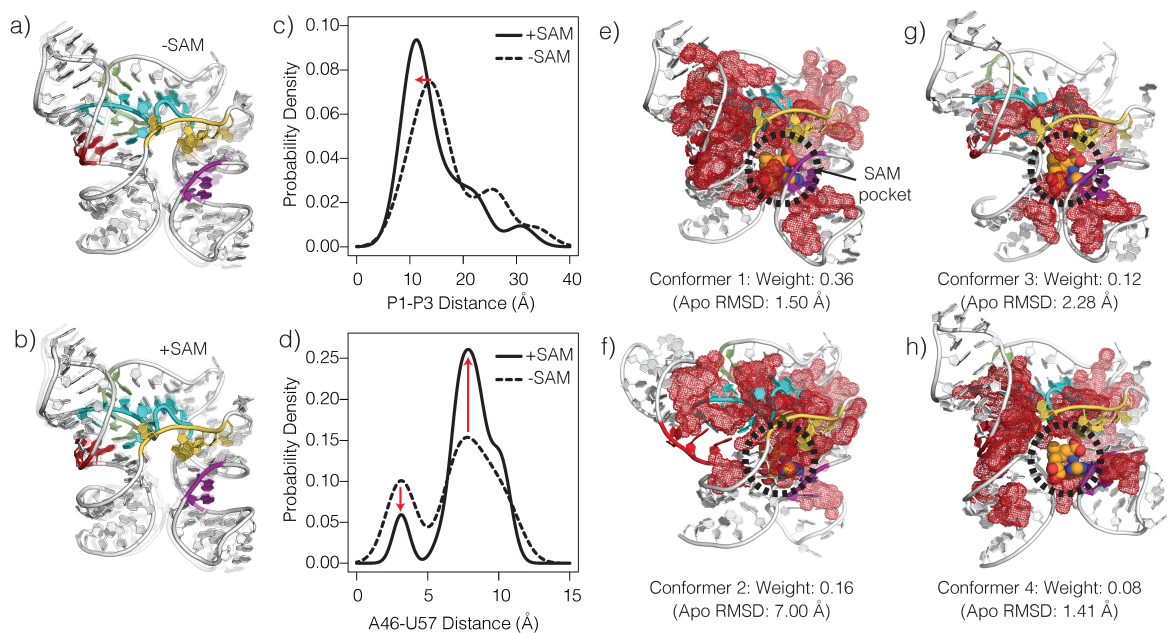 a)
-SAM
b)
+SAM
c)
Probability Density
0.10
0.08
0.06
0.04
0.02
0.00
+SAM
-SAM
0
10
20
30
40
P1-P3 Distance (Å)
d)
Probability Density
0.25
0.20
0.15
0.10
0.05
0.00
+SAM
-SAM
0
5
10
15
A46-U57 Distance (Å)
e)
SAM
pocket
Conformer 1: Weight: 0.36
(Apo RMSD: 1.50 Å)
f)
Conformer 2: Weight: 0.16
(Apo RMSD: 7.00 Å)
g)
Conformer 3: Weight: 0.12
(Apo RMSD: 2.28 Å)
h)
Conformer 4: Weight: 0.08
(Apo RMSD: 1.41 Å)